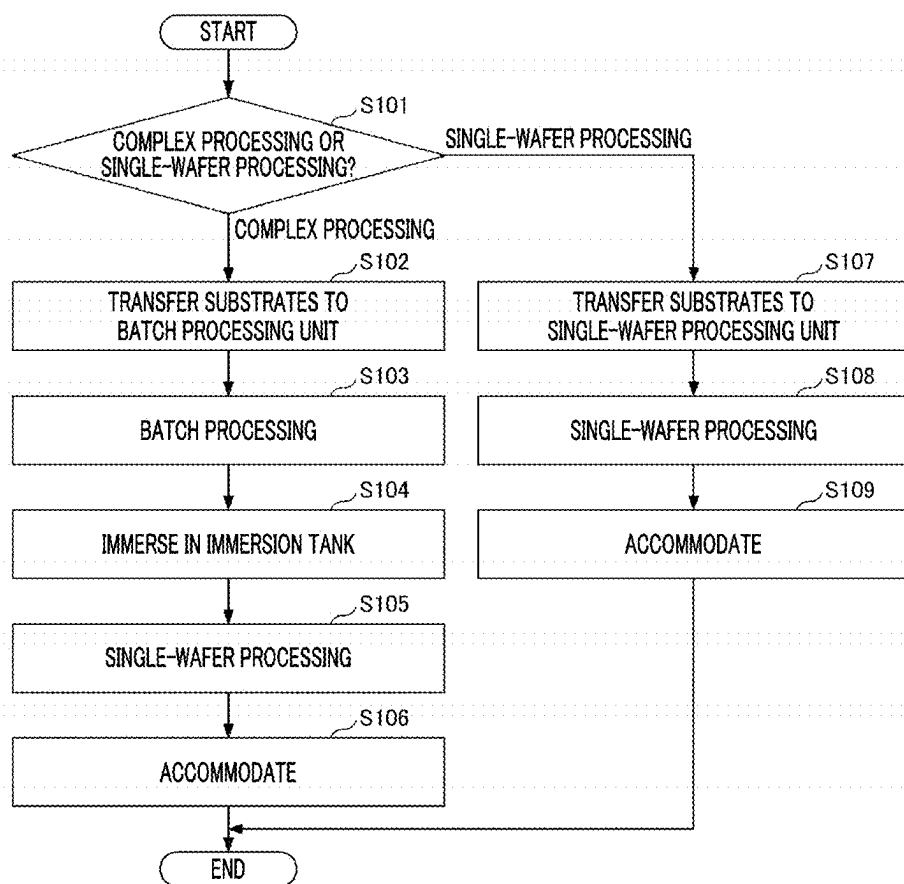 START
S101
COMPLEX PROCESSING OR
SINGLE-WAFER PROCESSING?
SINGLE-WAFER PROCESSING
COMPLEX PROCESSING
S102
TRANSFER SUBSTRATES TO
BATCH PROCESSING UNIT
S103
BATCH PROCESSING
S104
IMMERSE IN IMMERSION TANK
S105
SINGLE-WAFER PROCESSING
S106
ACCOMMODATE
S107
TRANSFER SUBSTRATES TO
SINGLE-WAFER PROCESSING UNIT
S108
SINGLE-WAFER PROCESSING
S109
ACCOMMODATE
END